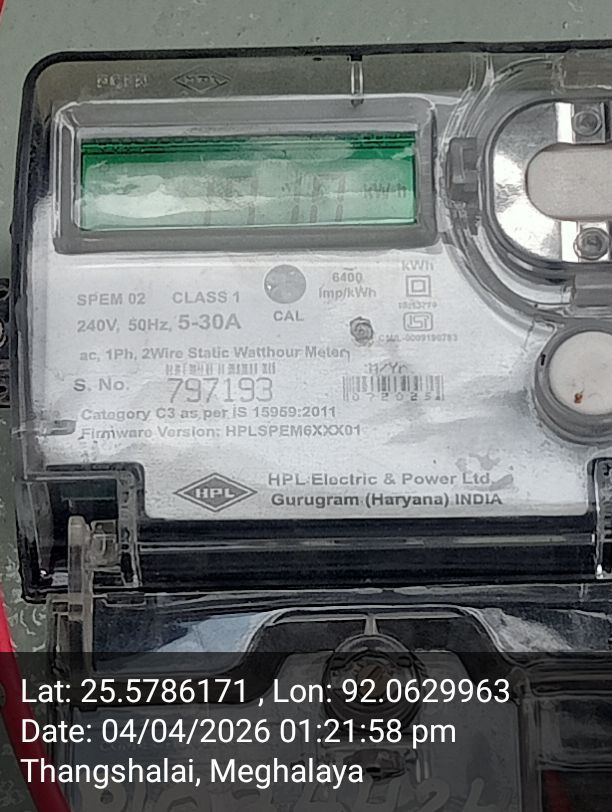 HPL
kWh
SPEM 02 CLASS 1
240V, 50Hz, 5-30A
CAL
6400
Imp/kWh
kWh
ac, 1Ph, 2Wire Static Watthour Meter
S. No. 797193
M/Yr
Category C3 as per IS 15959:2011
Firmware Version: HPLSPEM6XXX01
HPL
HPL Electric & Power Ltd.
Gurugram (Haryana) INDIA
Lat: 25.5786171 , Lon: 92.0629963
Date: 04/04/2026 01:21:58 pm
Thangshalai, Meghalaya